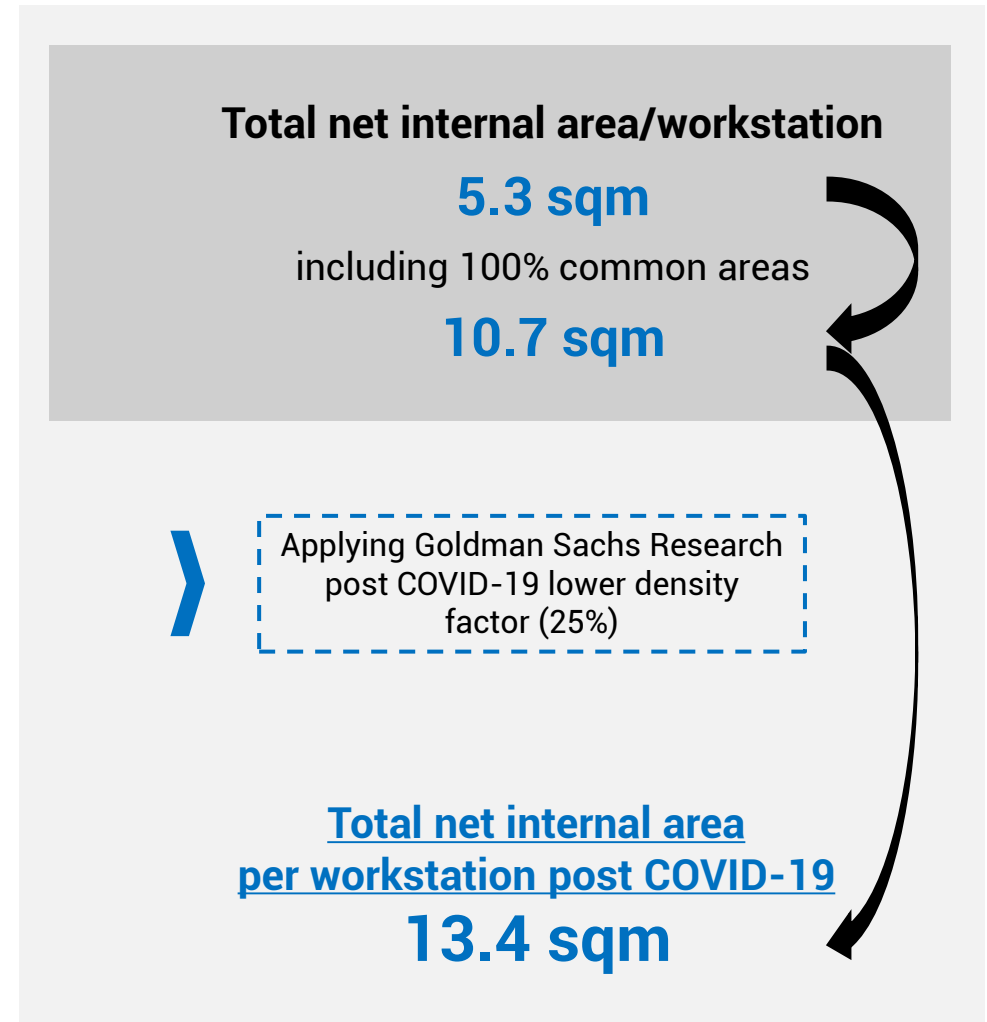 Total net internal area/workstation
5.3 sqm
including 100% common areas
10.7 sqm
Applying Goldman Sachs Research
post COVID-19 lower density
factor (25%)
Total net internal area
per workstation post COVID-19
13.4 sqm